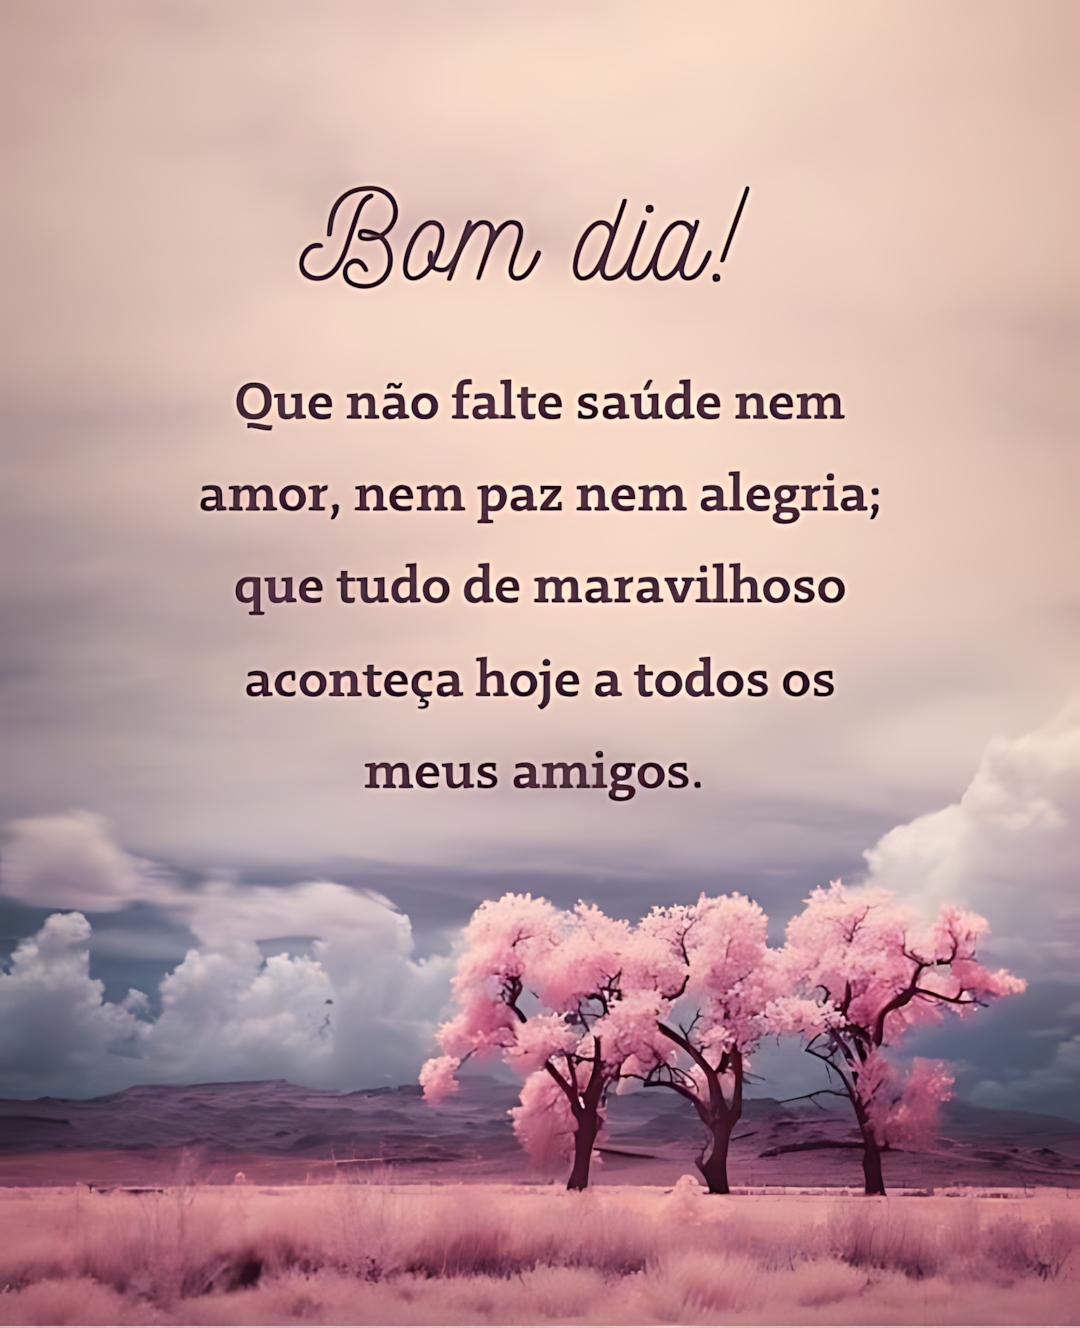 Bom dia!
Que não falte saúde nem
amor, nem paz nem alegria;
que tudo de maravilhoso
aconteça hoje a todos os
meus amigos.